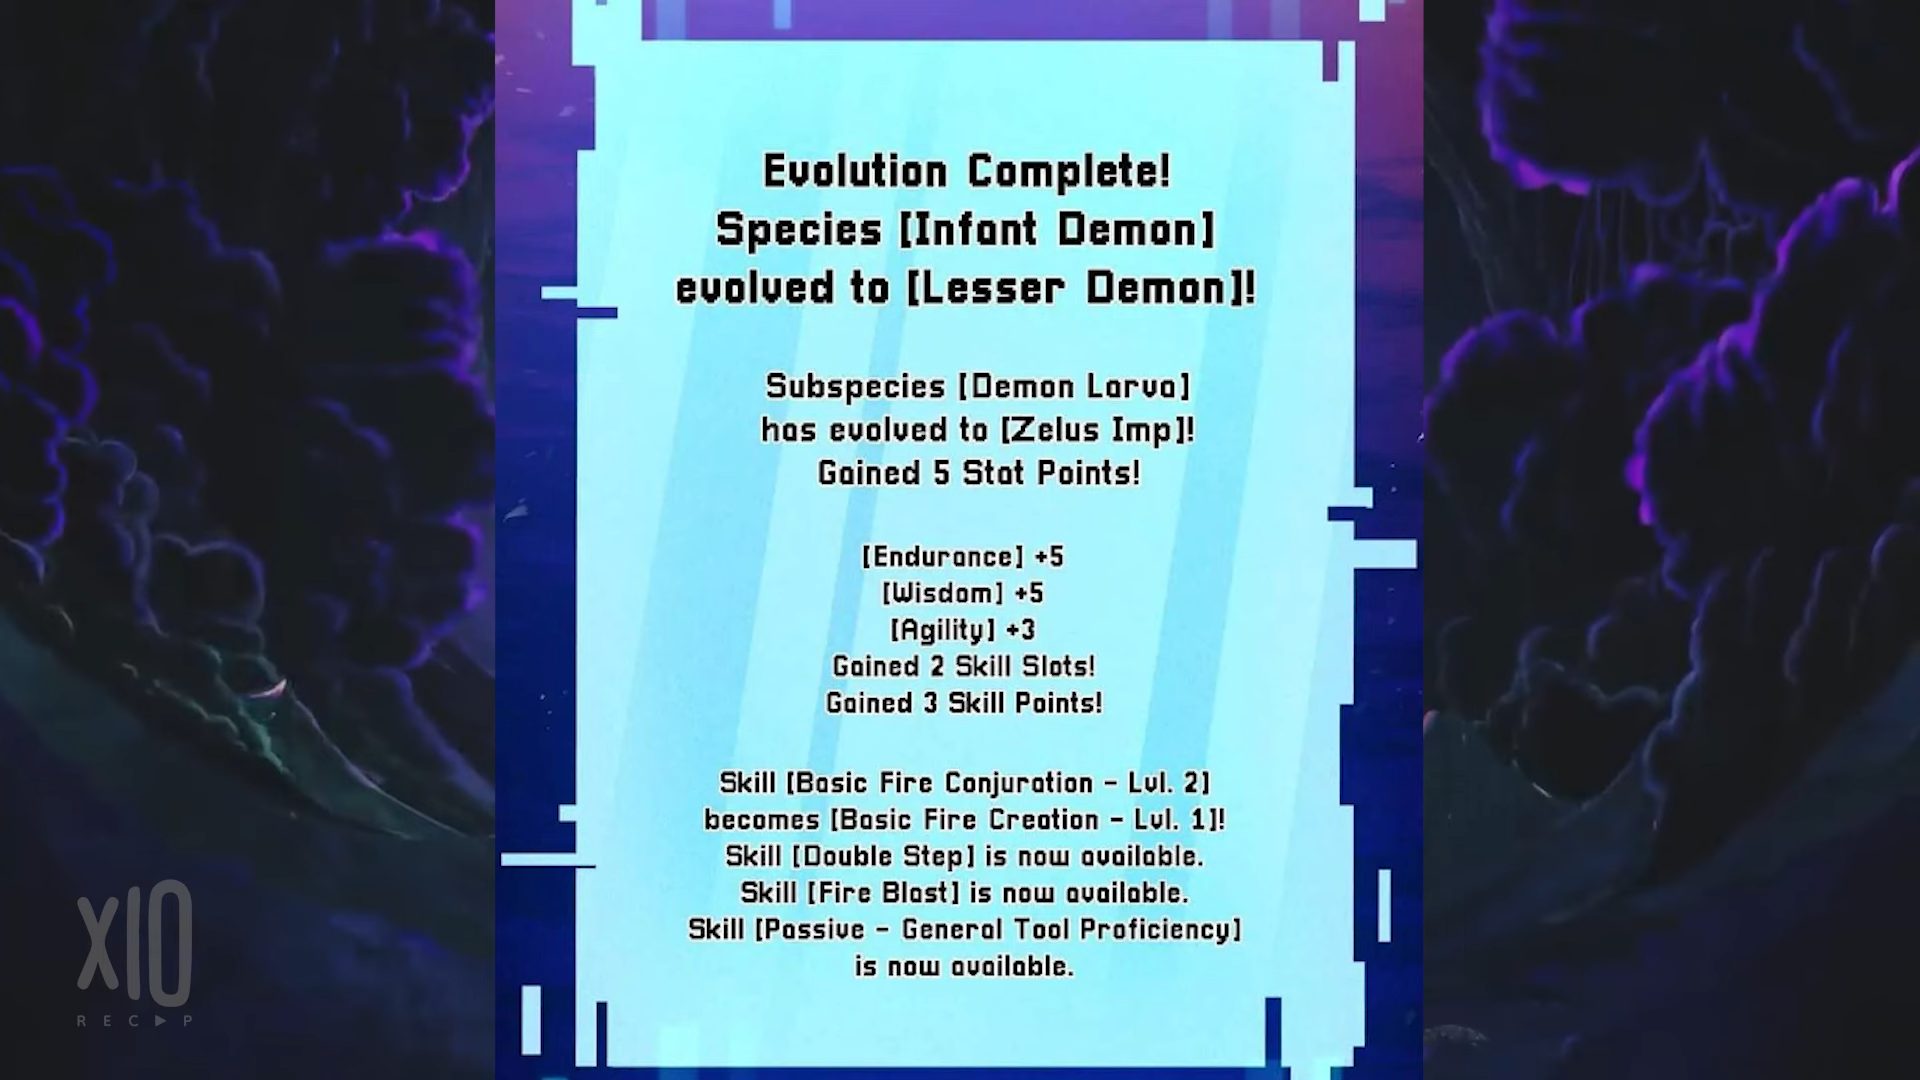 Evolution Complete!
Species [Infant Demon]
evolved to [Lesser Demon]!
Subspecies [Demon Larva]
has evolved to [Zelus Imp]!
Gained 5 Stat Points!
[Endurance] +5
[Wisdom] +5
[Agility] +3
Gained 2 Skill Slots!
Gained 3 Skill Points!
Skill [Basic Fire Conjuration - Lvl. 2]
becomes [Basic Fire Creation - Lvl. 1]!
Skill [Double Step] is now available.
Skill [Fire Blast] is now available.
Skill [Passive - General Tool Proficiency]
is now available.
x10
RECAP